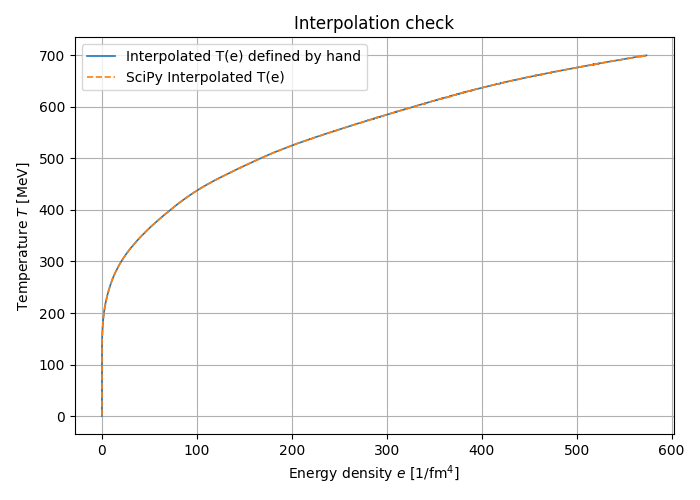 Interpolation check
Interpolated T(e) defined by hand
SciPy Interpolated T(e)
700
600
500
400
300
200
100
0
Temperature T [MeV]
0 100 200 300 400 500 600
Energy density e [1/fm⁴]